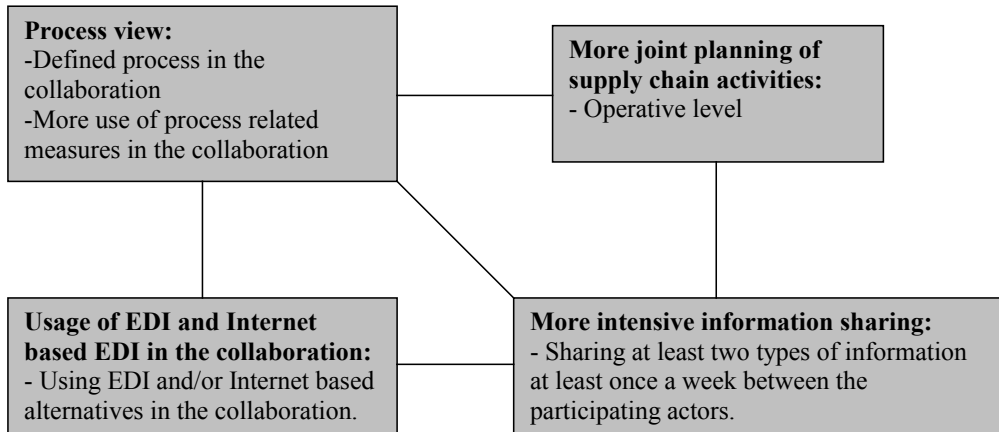 Process view:
-Defined process in the
collaboration
-More use of process related
measures in the collaboration
More joint planning of
supply chain activities:
- Operative level
Usage of EDI and Internet
based EDI in the collaboration:
- Using EDI and/or Internet based
alternatives in the collaboration.
More intensive information sharing:
- Sharing at least two types of information
at least once a week between the
participating actors.